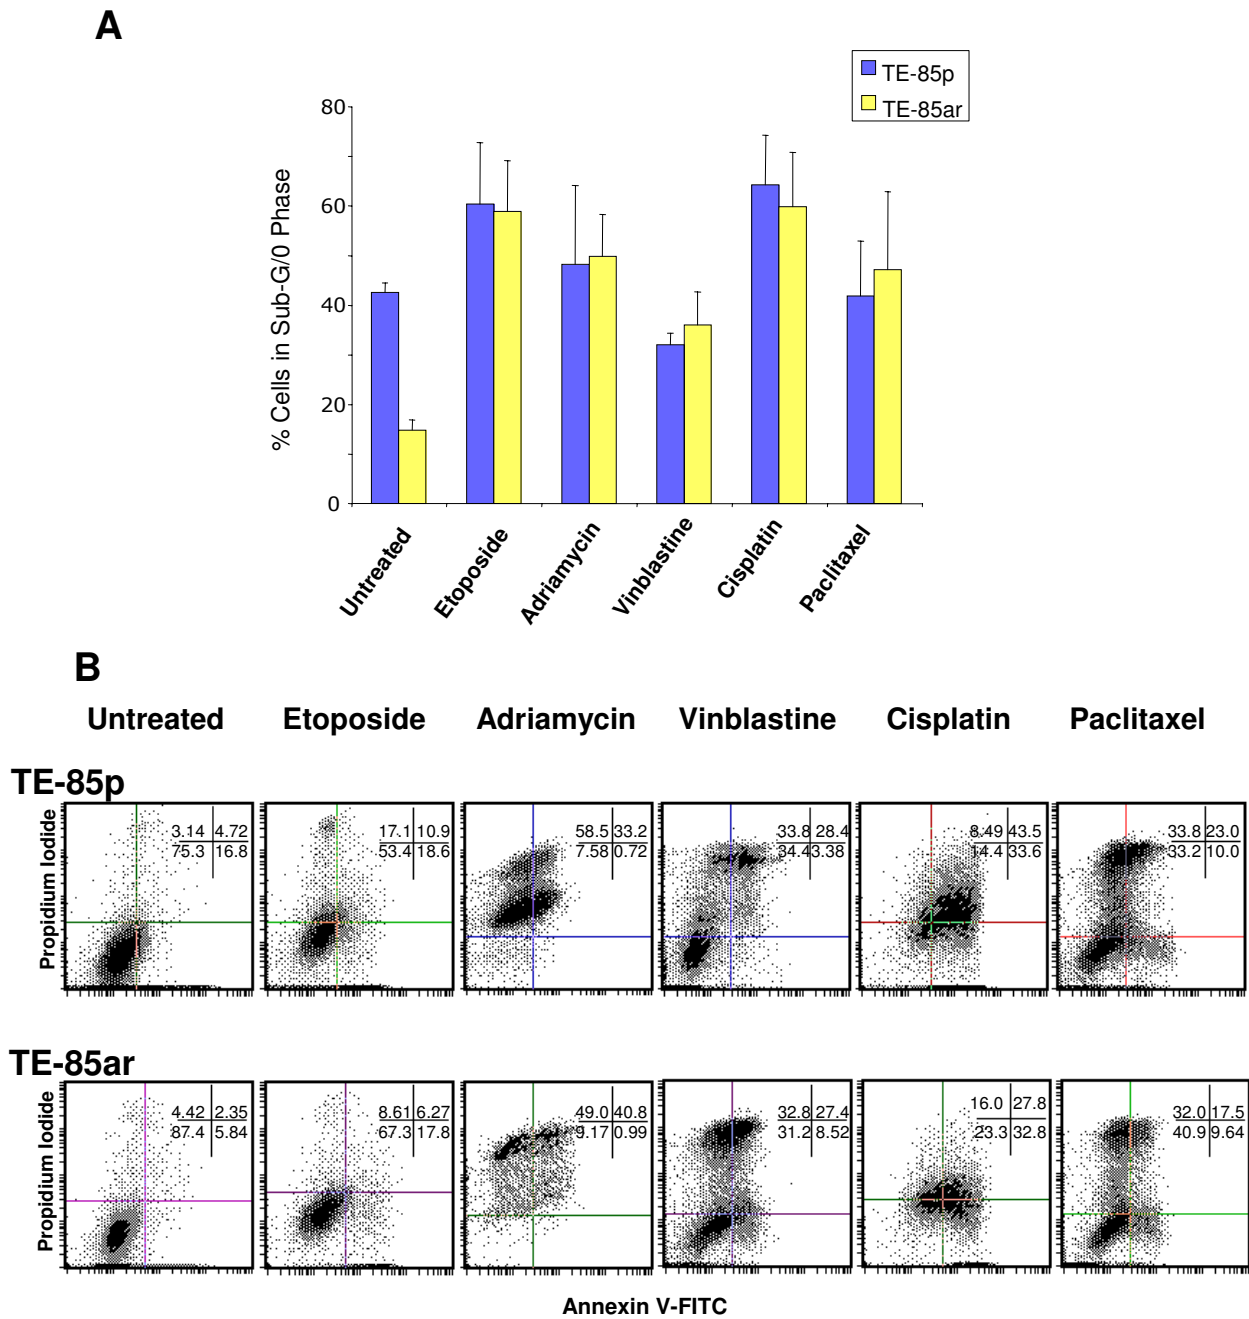 A
TE-85p
TE-85ar
% Cells in Sub-G/0 Phase
80
60
40
20
0
Untreated
Etoposide
Adriamycin
Vinblastine
Cisplatin
Paclitaxel
B
Untreated Etoposide Adriamycin Vinblastine Cisplatin Paclitaxel
TE-85p
Propidium Iodide
3.14 4.72
75.3 16.8
17.1 10.9
53.4 18.6
58.5 33.2
7.58 0.72
33.8 28.4
34.4 3.38
8.49 43.5
14.4 33.6
33.8 23.0
33.2 10.0
TE-85ar
Propidium Iodide
4.42 2.35
87.4 5.84
8.61 6.27
67.3 17.8
49.0 40.8
9.17 0.99
32.8 27.4
31.2 8.52
16.0 27.8
23.3 32.8
32.0 17.5
40.9 9.64
Annexin V-FITC